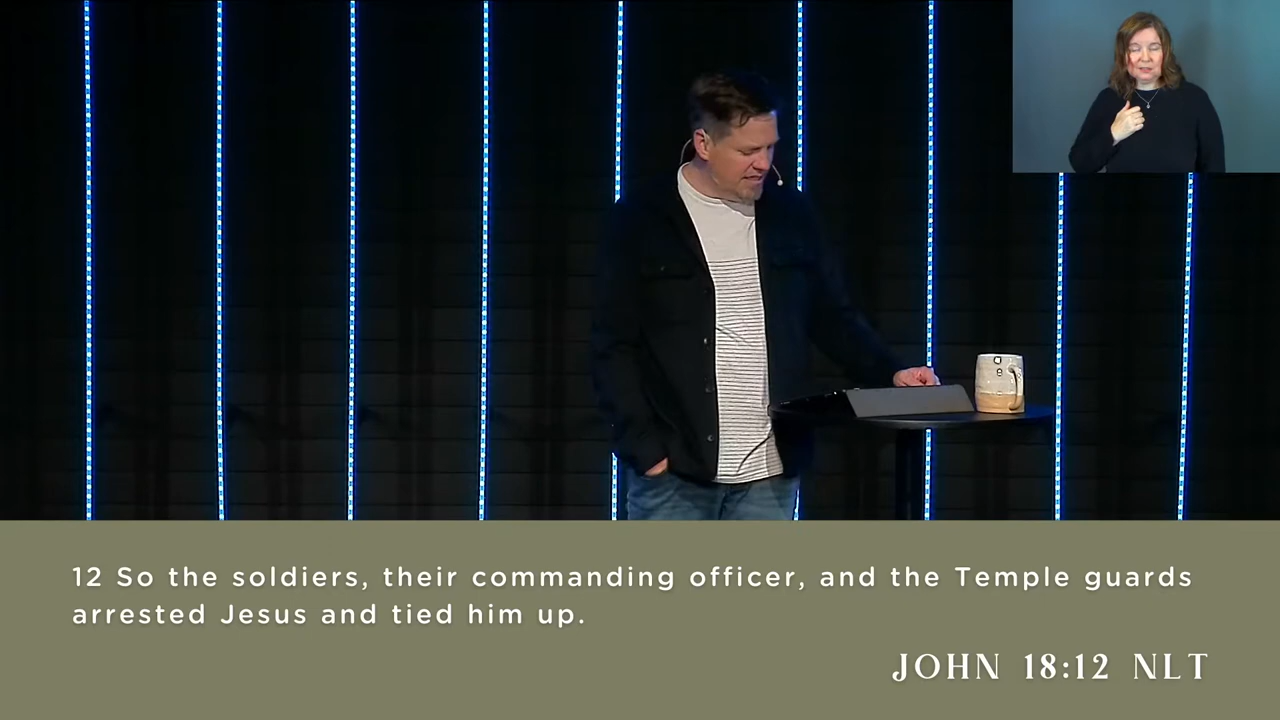 12 So the soldiers, their commanding officer, and the Temple guards
arrested Jesus and tied him up.
JOHN 18:12 NLT